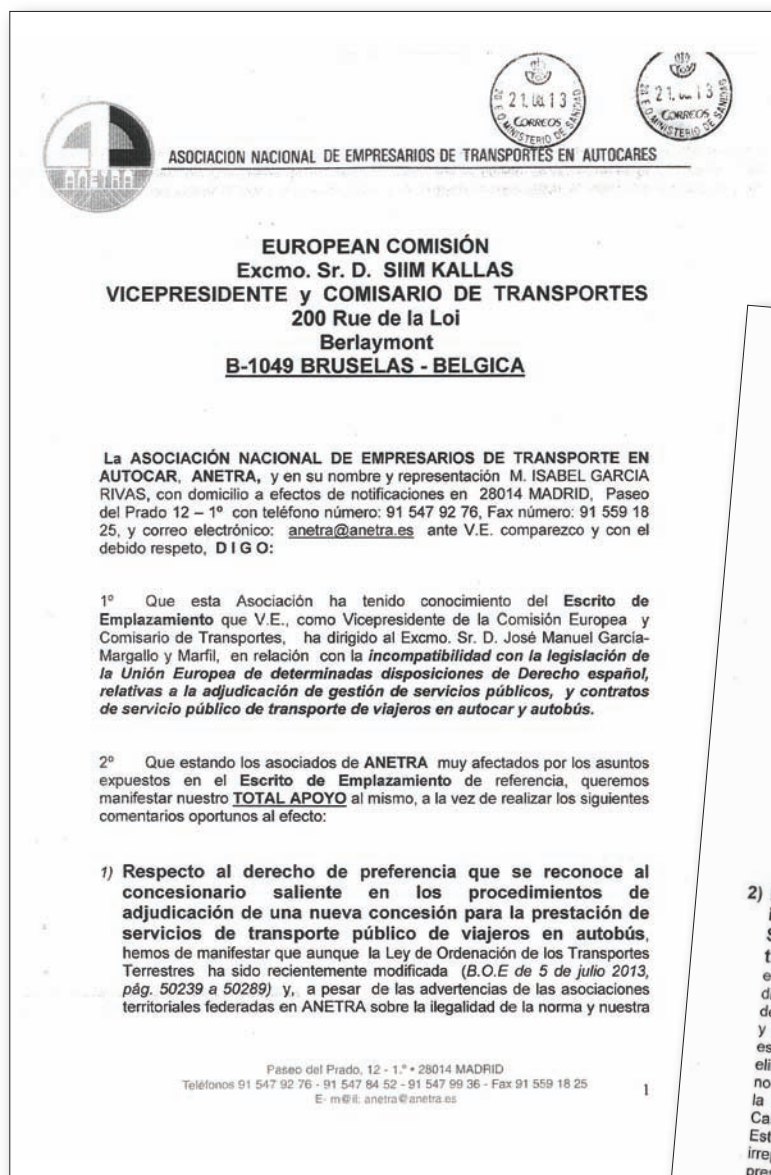 21. 13
CORREOS
MINISTERIO DE SANIDAD
21. 13
CORREOS
MINISTERIO DE
ANETRA
ASOCIACION NACIONAL DE EMPRESARIOS DE TRANSPORTES EN AUTOCARES
EUROPEAN COMISIÓN
Excmo. Sr. D. SIIM KALLAS
VICEPRESIDENTE y COMISARIO DE TRANSPORTES
200 Rue de la Loi
Berlaymont
B-1049 BRUSELAS - BELGICA
La ASOCIACIÓN NACIONAL DE EMPRESARIOS DE TRANSPORTE EN
AUTOCAR, ANETRA, y en su nombre y representación M. ISABEL GARCIA
RIVAS, con domicilio a efectos de notificaciones en 28014 MADRID, Paseo
del Prado 12 – 1º con teléfono número: 91 547 92 76, Fax número: 91 559 18
25, y correo electrónico: anetra@anetra.es ante V.E. comparezco y con el
debido respeto, D I G O:
1º Que esta Asociación ha tenido conocimiento del Escrito de
Emplazamiento que V.E., como Vicepresidente de la Comisión Europea y
Comisario de Transportes, ha dirigido al Excmo. Sr. D. José Manuel García-
Margallo y Marfil, en relación con la incompatibilidad con la legislación de
la Unión Europea de determinadas disposiciones de Derecho español,
relativas a la adjudicación de gestión de servicios públicos, y contratos
de servicio público de transporte de viajeros en autocar y autobús.
2º Que estando los asociados de ANETRA muy afectados por los asuntos
expuestos en el Escrito de Emplazamiento de referencia, queremos
manifestar nuestro TOTAL APOYO al mismo, a la vez de realizar los siguientes
comentarios oportunos al efecto:
1) Respecto al derecho de preferencia que se reconoce al
concesionario saliente en los procedimientos de
adjudicación de una nueva concesión para la prestación de
servicios de transporte público de viajeros en autobús,
hemos de manifestar que aunque la Ley de Ordenación de los Transportes
Terrestres ha sido recientemente modificada (B.O.E de 5 de julio 2013,
pág. 50239 a 50289) y, a pesar de las advertencias de las asociaciones
territoriales federadas en ANETRA sobre la ilegalidad de la norma y nuestra
Paseo del Prado, 12 - 1.º • 28014 MADRID
Teléfonos 91 547 92 76 - 91 547 84 52 - 91 547 99 36 - Fax 91 559 18 25
E- m@il: anetra@anetra.es
1
2)
y
es
eli
no
la
Ca
Est
irre